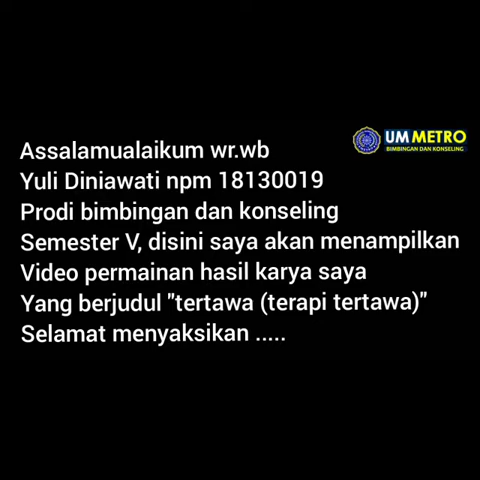 UM METRO
BIMBINGAN DAN KONSELING
Assalamualaikum wr.wb
Yuli Diniawati npm 18130019
Prodi bimbingan dan konseling
Semester V, disini saya akan menampilkan
Video permainan hasil karya saya
Yang berjudul "tertawa (terapi tertawa)"
Selamat menyaksikan .....